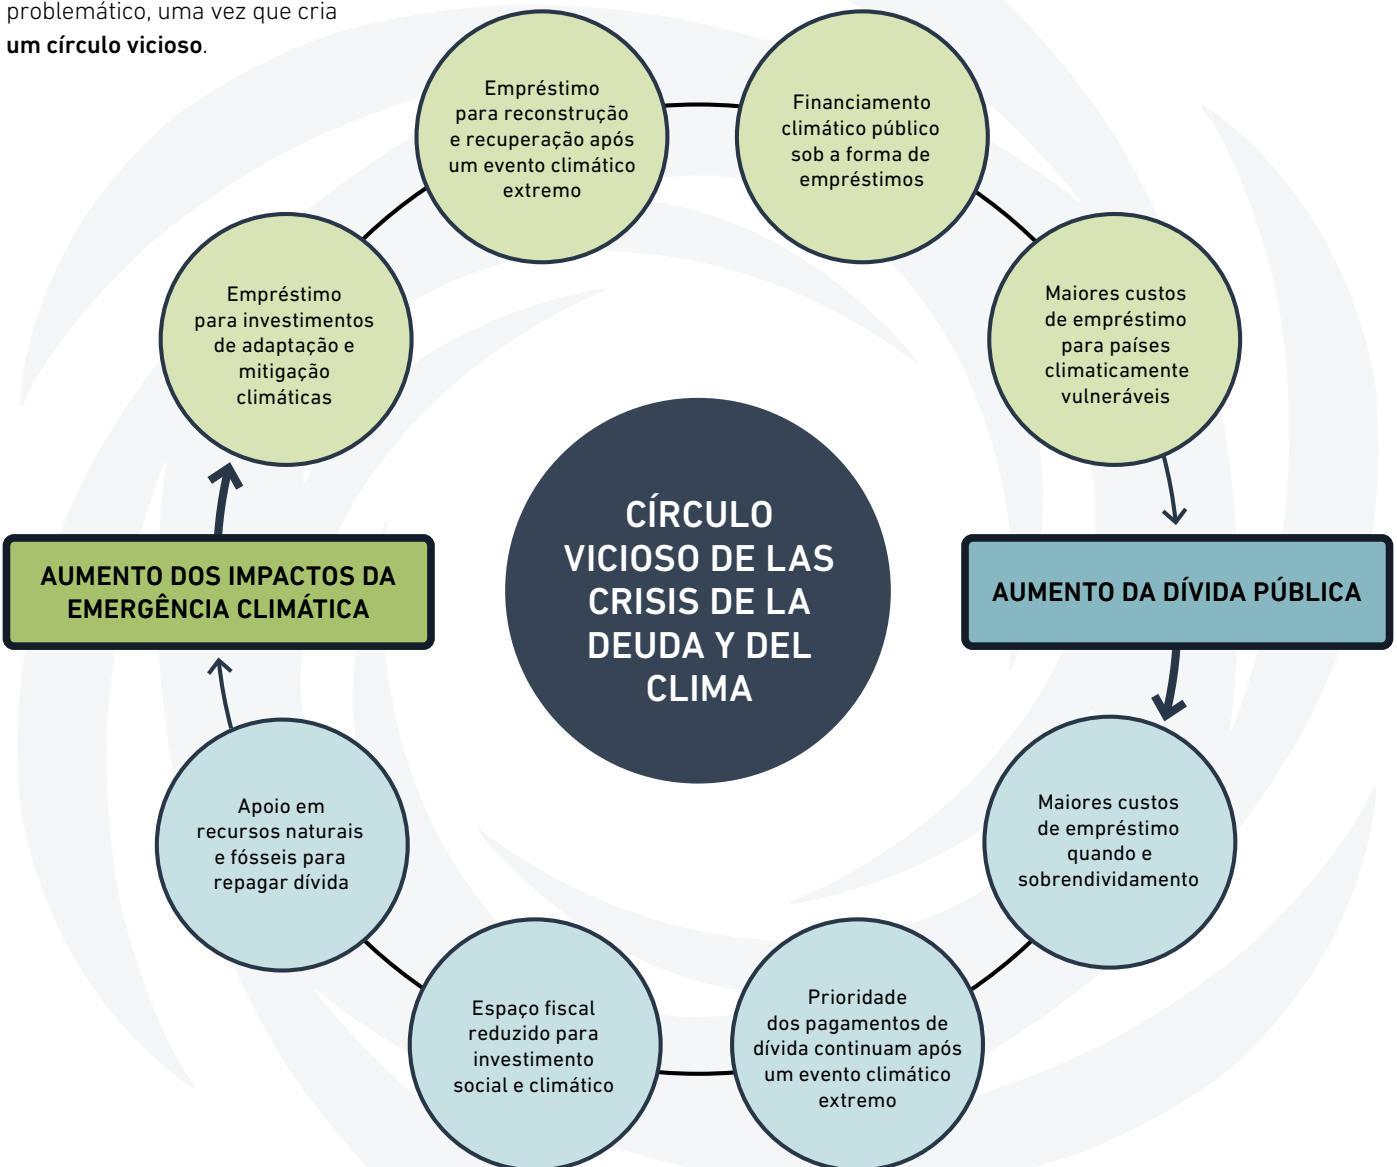 problemático, uma vez que cria
um círculo vicioso.
Empréstimo
para reconstrução
e recuperação após
um evento climático
extremo
Financiamento
climático público
sob a forma de
empréstimos
Empréstimo
para investimentos
de adaptação e
mitigação
climáticas
Maiores custos
de empréstimo
para países
climaticamente
vulneráveis
CÍRCULO
VICIOSO DE LAS
CRISIS DE LA
DEUDA Y DEL
CLIMA
AUMENTO DOS IMPACTOS DA
EMERGÊNCIA CLIMÁTICA
AUMENTO DA DÍVIDA PÚBLICA
Apoio em
recursos naturais
e fósseis para
repagar dívida
Maiores custos
de empréstimo
quando e
sobrendividamento
Espaço fiscal
reduzido para
investimento
social e climático
Prioridade
dos pagamentos de
dívida continuam após
um evento climático
extremo